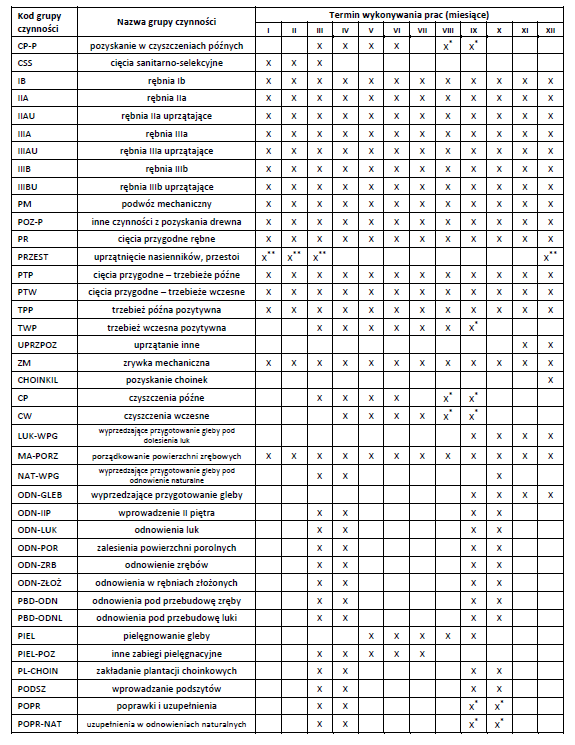 Kod grupy czynności | Nazwa grupy czynności | Termin wykonywania prac (miesiące)
I | II | III | IV | V | VI | VII | VIII | IX | X | XI | XII
CP-P | pozyskanie w czyszczeniach późnych | | | x | x | x | x | | x* | x* | | |
CSS | cięcia sanitarno-selekcyjne | x | x | x | | | | | | | | |
IB | rębnia Ib | x | x | x | x | x | x | x | x | x | x | x | x
IIA | rębnia IIa | x | x | x | x | x | x | x | x | x | x | x | x
IIAU | rębnia IIa uprzątające | x | x | x | x | x | x | x | x | x | x | x | x
IIIA | rębnia IIIa | x | x | x | x | x | x | x | x | x | x | x | x
IIIAU | rębnia IIIa uprzątające | x | x | x | x | x | x | x | x | x | x | x | x
IIIB | rębnia IIIb | x | x | x | x | x | x | x | x | x | x | x | x
IIIBU | rębnia IIIb uprzątające | x | x | x | x | x | x | x | x | x | x | x | x
PM | podwóz mechaniczny | x | x | x | x | x | x | x | x | x | x | x | x
POZ-P | inne czynności z pozyskania drewna | x | x | x | x | x | x | x | x | x | x | x | x
PR | cięcia przygodne rębne | x | x | x | x | x | x | x | x | x | x | x | x
PRZEST | uprzątnięcie nasienników, przestoi | x** | x** | x** | | | | | | | | | x**
PTP | cięcia przygodne – trzebieże późne | x | x | x | x | x | x | x | x | x | x | x | x
PTW | cięcia przygodne – trzebieże wczesne | x | x | x | x | x | x | x | x | x | x | x | x
TPP | trzebież późna pozytywna | x | x | x | x | x | x | x | x | x | x | x | x
TWP | trzebież wczesna pozytywna | | | x | x | x | x | x | x | x* | | |
UPRZPOZ | uprzątanie inne | | | | | | | | | | | x | x
ZM | zrywka mechaniczna | x | x | x | x | x | x | x | x | x | x | x | x
CHOINKIL | pozyskanie choinek | | | | | | | | | | | | x
CP | czyszczenia późne | | | x | x | x | x | | x* | x* | | |
CW | czyszczenia wczesne | | | | x | x | x | x | x* | x* | | |
LUK-WPG | wyprzedzające przygotowanie gleby pod dolesienia luk | | | | | | | | | x | x | x | x
MA-PORZ | porządkowanie powierzchni zrębowych | x | x | x | x | x | x | x | x | x | x | x | x
NAT-WPG | wyprzedzające przygotowanie gleby pod odnowienie naturalne | | | x | x | | | | | | x | |
ODN-GLEB | wyprzedzające przygotowanie gleby | | | | | | | | | x | x | x | x
ODN-IIP | wprowadzenie II piętra | | | x | x | | | | | x | x | |
ODN-LUK | odnowienia luk | | | x | x | | | | | x | x | |
ODN-POR | zalesienia powierzchni porolnych | | | x | x | | | | | x | x | |
ODN-ZRB | odnowienie zrębów | | | x | x | | | | | x | x | |
ODN-ZŁOŻ | odnowienia w rębniach złożonych | | | x | x | | | | | x | x | |
PBD-ODN | odnowienia pod przebudowę zręby | | | x | x | | | | | x | x | |
PBD-ODNL | odnowienia pod przebudowę luki | | | x | x | | | | | x | x | |
PIEL | pielęgnowanie gleby | | | | | x | x | x | x | x | | |
PIEL-POZ | inne zabiegi pielęgnacyjne | | | x | x | x | x | x | | | | |
PL-CHOIN | zakładanie plantacji choinkowych | | | x | x | | | | | x | x | |
PODSZ | wprowadzanie podszytów | | | x | x | | | | | x | x | |
POPR | poprawki i uzupełnienia | | | x | x | | | | | x* | x* | |
POPR-NAT | uzupełnienia w odnowieniach naturalnych | | | x | x | | | | | x* | x* | |